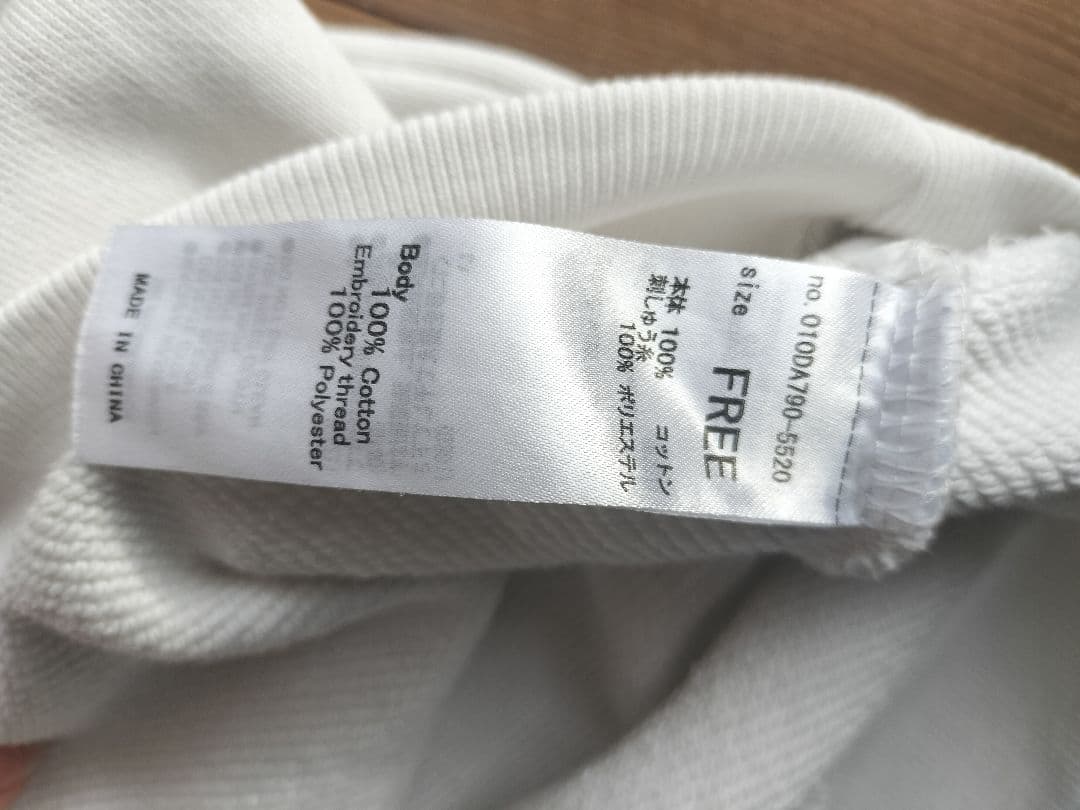 no.010DA790-5520
size FREE
本体 100% コットン
刺しゅう糸
100% ポリエステル
Body
100% Cotton
Embroidery thread
100% Polyester
MADE IN CHINA